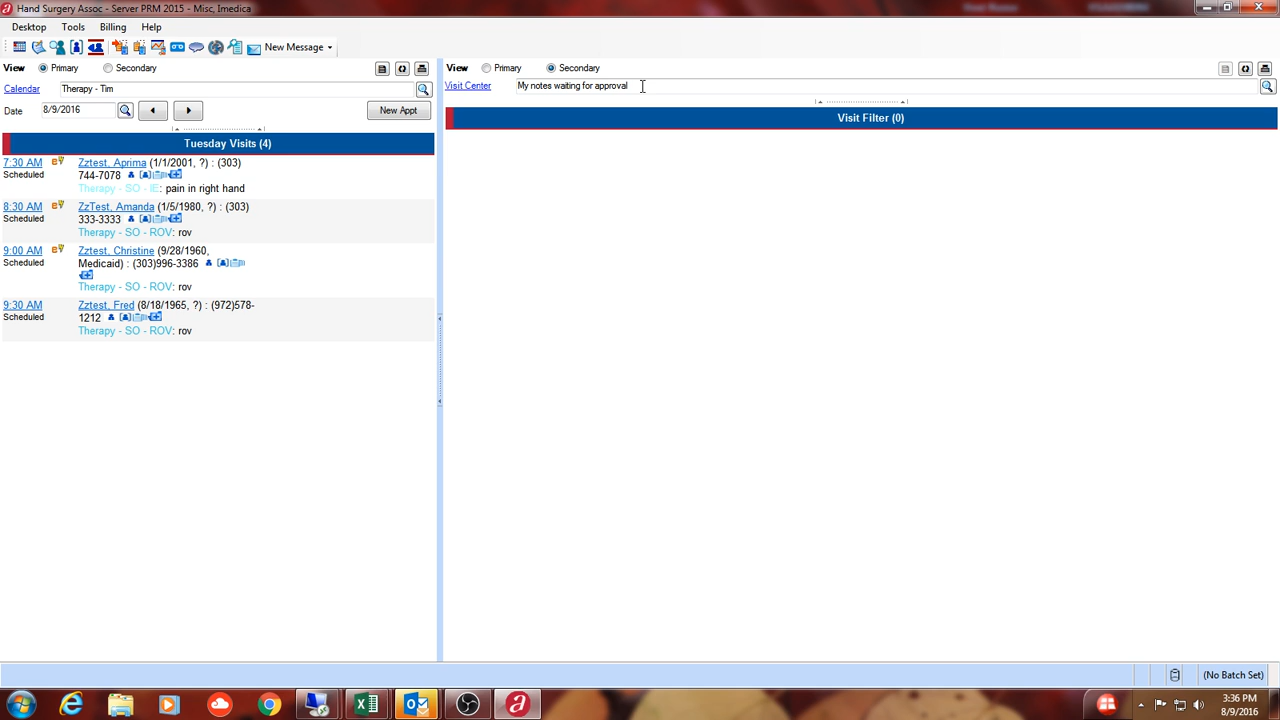 Hand Surgery Assoc - Server PRM 2015 - Misc, Imedica
Desktop Tools Billing Help
New Message
View Primary Secondary
Calendar Therapy - Tim
Date 8/9/2016 New Appt
Tuesday Visits (4)
7:30 AM Zztest, Aprima (1/1/2001, ?) : (303)
Scheduled 744-7078
Therapy - SO - IE: pain in right hand
8:30 AM ZzTest, Amanda (1/5/1980, ?) : (303)
Scheduled 333-3333
Therapy - SO - ROV: rov
9:00 AM Zztest, Christine (9/28/1960,
Scheduled Medicaid) : (303)996-3386
Therapy - SO - ROV: rov
9:30 AM Zztest, Fred (8/18/1965, ?) : (972)578-
Scheduled 1212
Therapy - SO - ROV: rov
View Primary Secondary
Visit Center My notes waiting for approval
Visit Filter (0)
(No Batch Set)
3:36 PM
8/9/2016